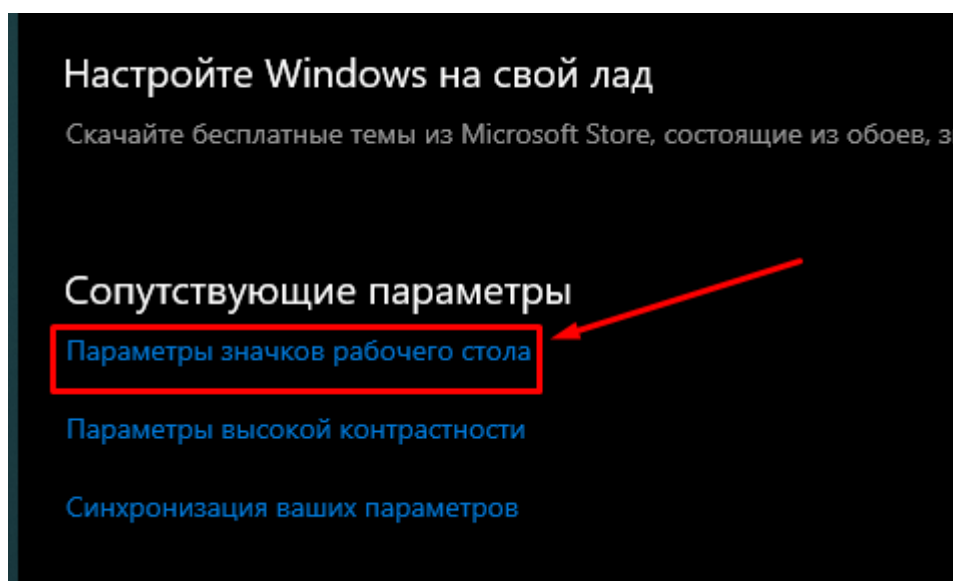 Настройте Windows на свой лад
Скачайте бесплатные темы из Microsoft Store, состоящие из обоев,
Сопутствующие параметры
Параметры значков рабочего стола
Параметры высокой контрастности
Синхронизация ваших параметров